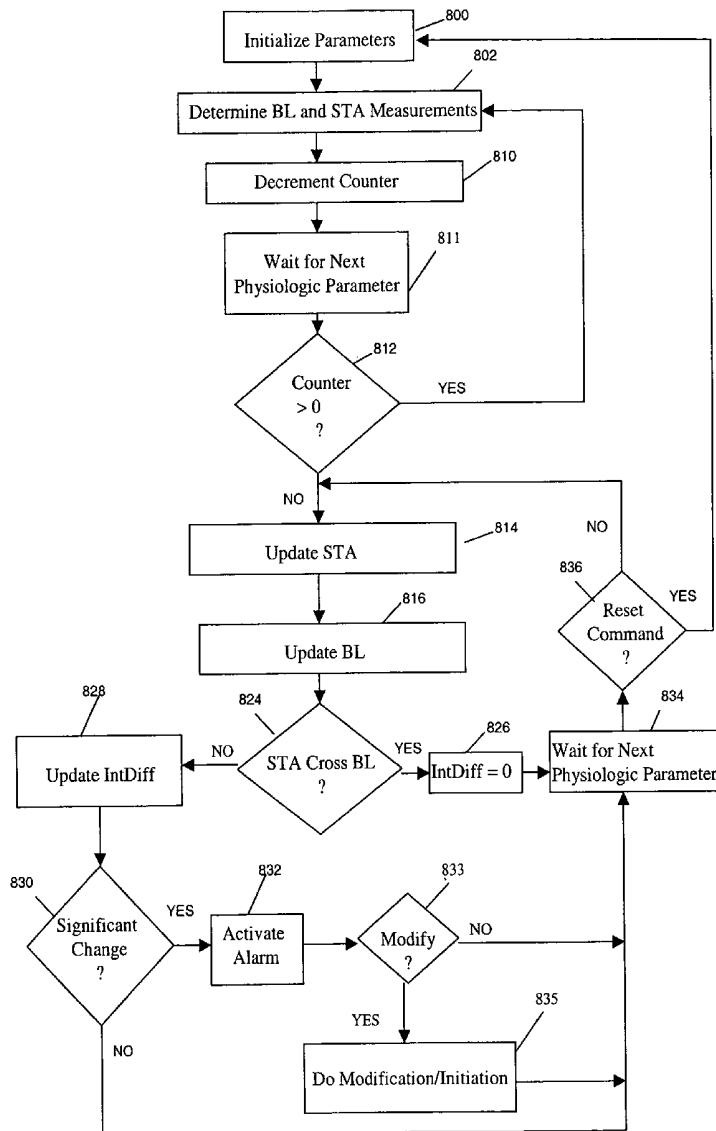 800
Initialize Parameters
802
Determine BL and STA Measurements
810
Decrement Counter
811
Wait for Next
Physiologic Parameter
812
Counter
> 0
?
YES
NO
814
Update STA
NO
836
Reset
Command
?
YES
816
Update BL
828
Update IntDiff
824
NO
STA Cross BL
?
YES
826
IntDiff = 0
834
Wait for Next
Physiologic Parameter
830
Significant
Change
?
YES
NO
832
Activate
Alarm
833
Modify
?
NO
YES
835
Do Modification/Initiation